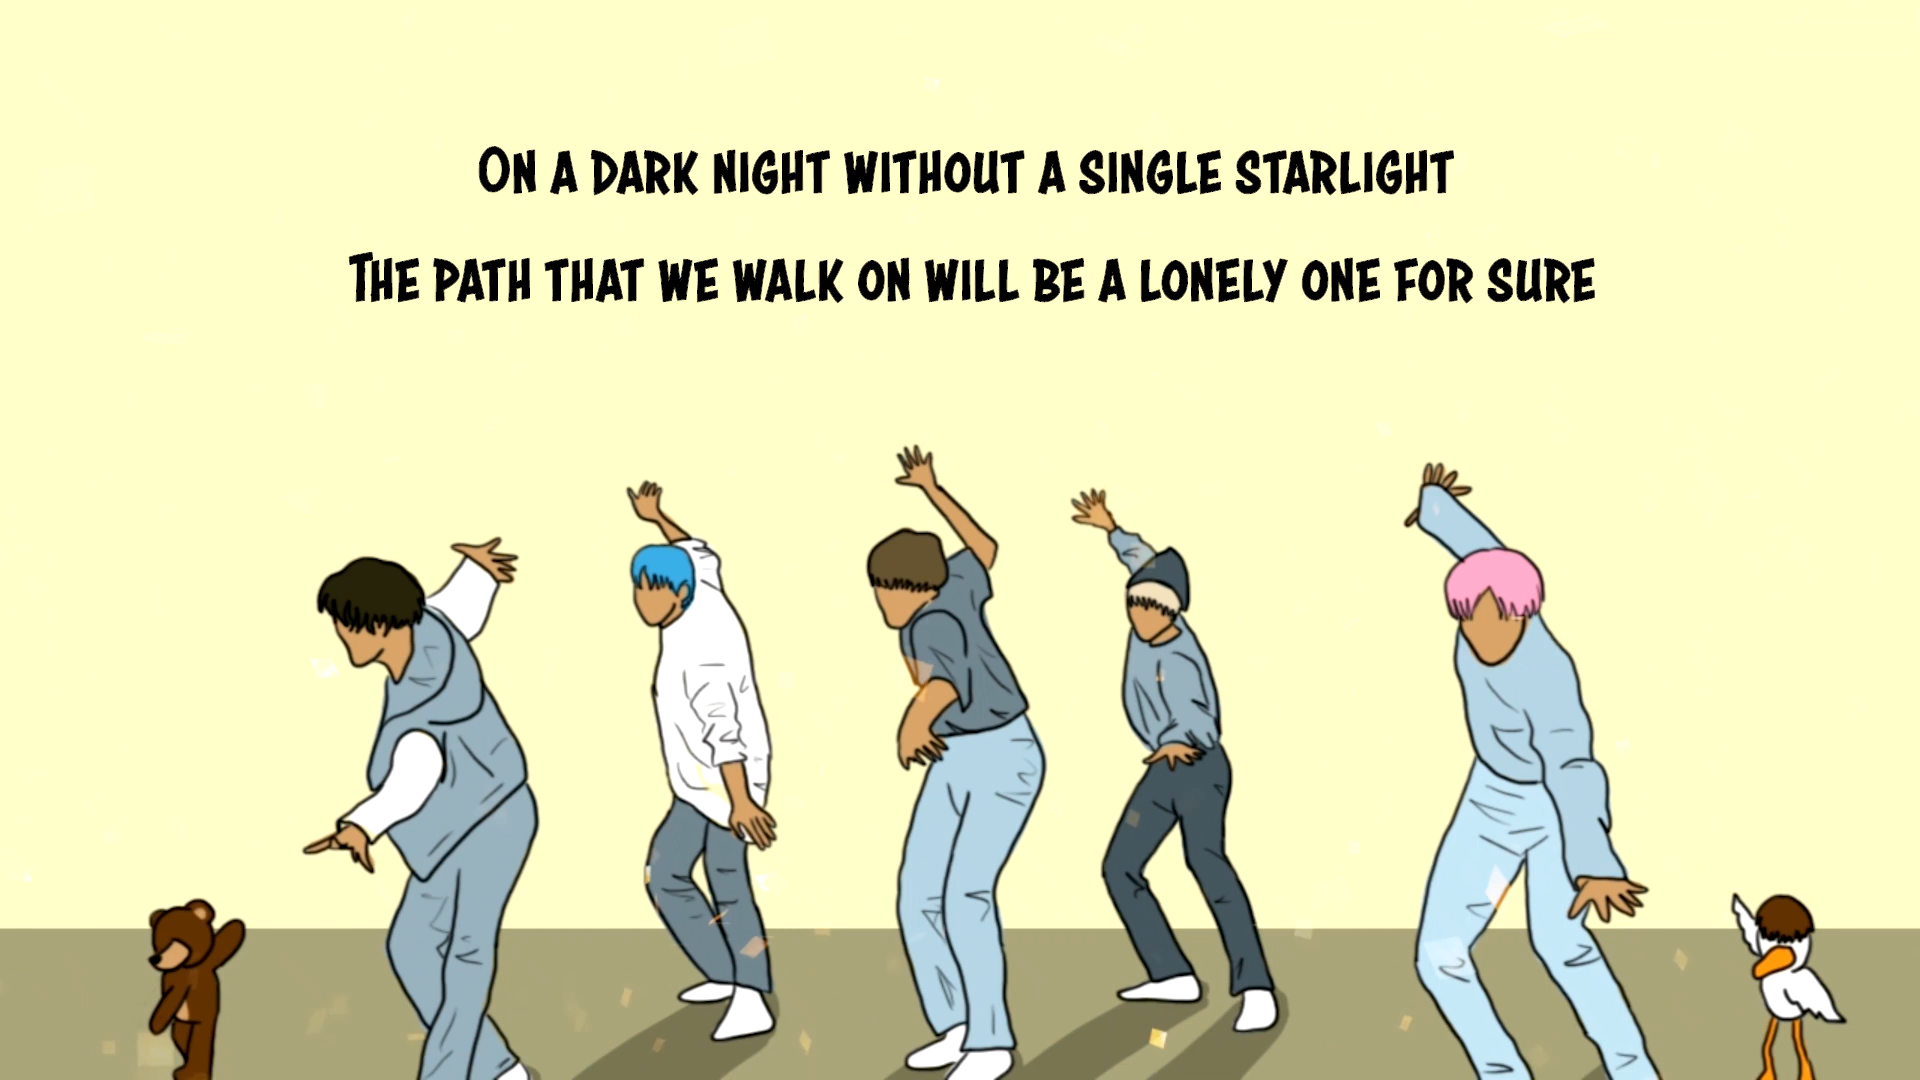 On a dark night without a single starlight
The path that we walk on will be a lonely one for sure